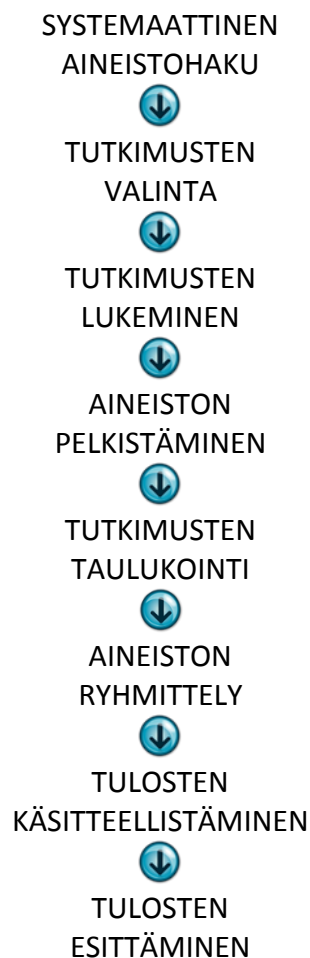 SYSTEMAATTINEN
AINEISTOHAKU
TUTKIMUSTEN
VALINTA
TUTKIMUSTEN
LUKEMINEN
AINEISTON
PELKISTÄMINEN
TUTKIMUSTEN
TAULUKOINTI
AINEISTON
RYHMITTELY
TULOSTEN
KÄSITTEELLISTÄMINEN
TULOSTEN
ESITTÄMINEN